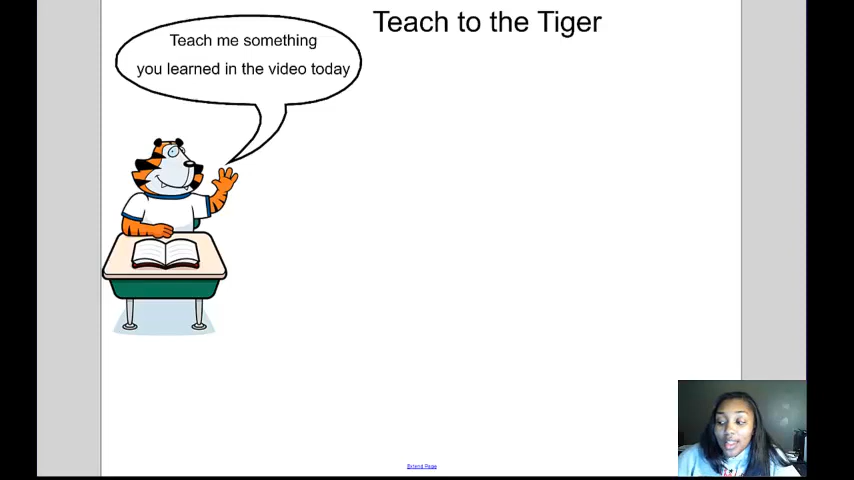 Teach to the Tiger
Teach me something
you learned in the video today
Extend Page